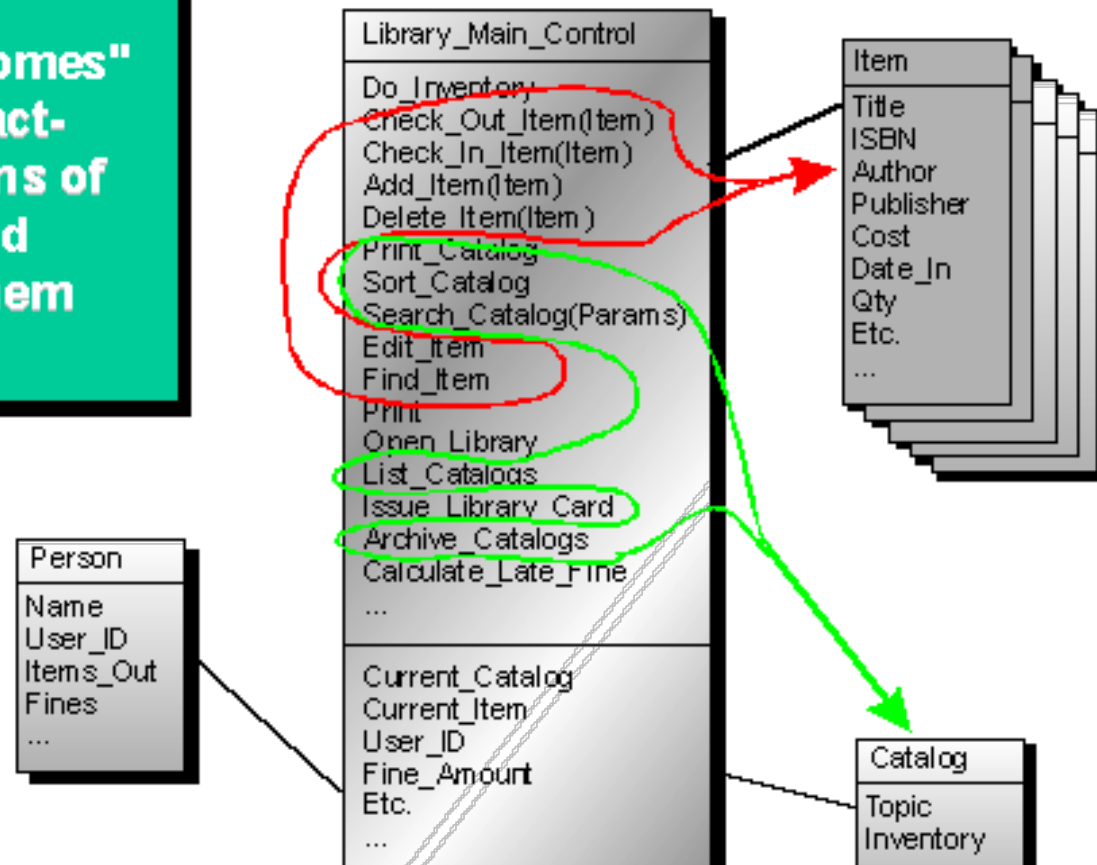 omes"
act-
ns of
d
em
Library_Main_Control
Do_Inventory
Check_Out_Item(Item)
Check_In_Item(Item)
Add_Item(Item)
Delete_Item(Item)
Print_Catalog
Sort_Catalog
Search_Catalog(Params)
Edit_Item
Find_Item
Print
Open_Library
List_Catalogs
Issue_Library_Card
Archive_Catalogs
Calculate_Late_Fine
...
Current_Catalog
Current_Item
User_ID
Fine_Amount
Etc.
...
Item
Title
ISBN
Author
Publisher
Cost
Date_In
Qty
Etc.
...
Person
Name
User_ID
Items_Out
Fines
...
Catalog
Topic
Inventory